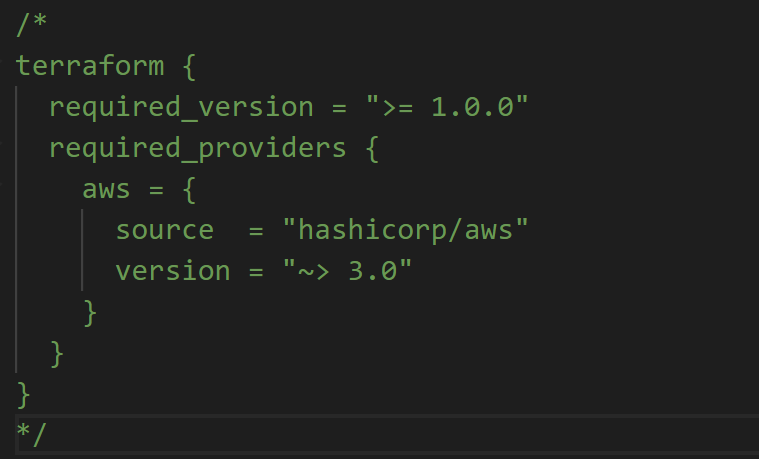 /*
terraform {
  required_version = ">= 1.0.0"
  required_providers {
    aws = {
      source  = "hashicorp/aws"
      version = "~> 3.0"
    }
  }
}
*/